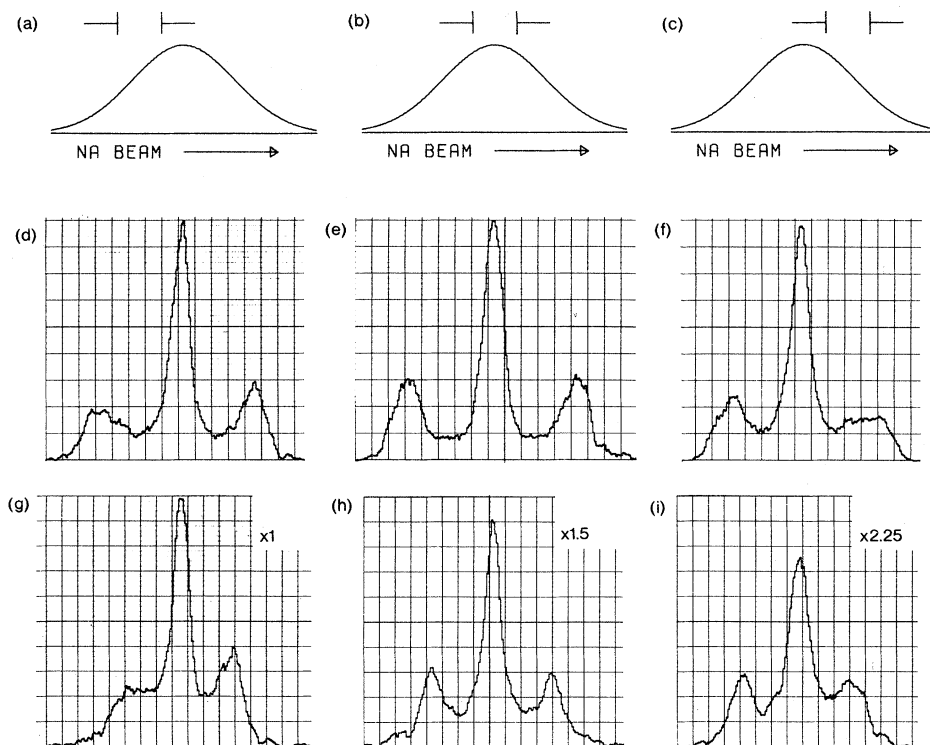 (a)
(b)
(c)
NA BEAM
NA BEAM
NA BEAM
(d)
(e)
(f)
(g)
x1
(h)
x1.5
(i)
x2.25